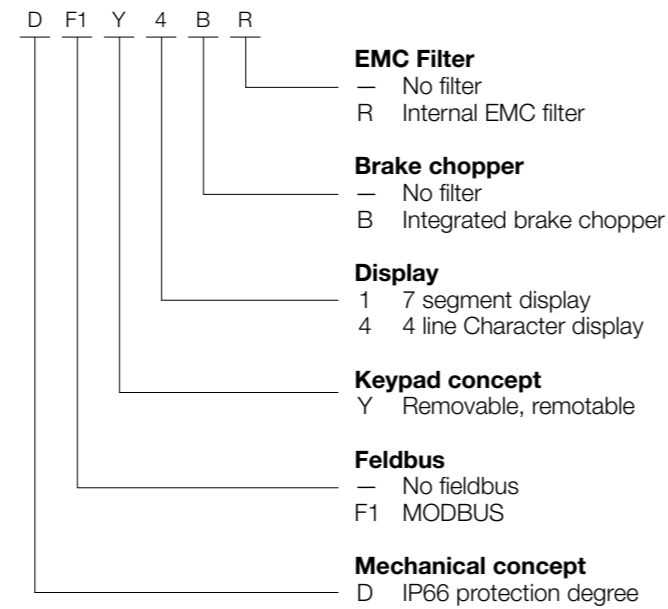 D F1 Y 4 B R
EMC Filter
— No filter
R Internal EMC filter
Brake chopper
— No filter
B Integrated brake chopper
Display
1 7 segment display
4 4 line Character display
Keypad concept
Y Removable, remotable
Feldbus
— No fieldbus
F1 MODBUS
Mechanical concept
D IP66 protection degree